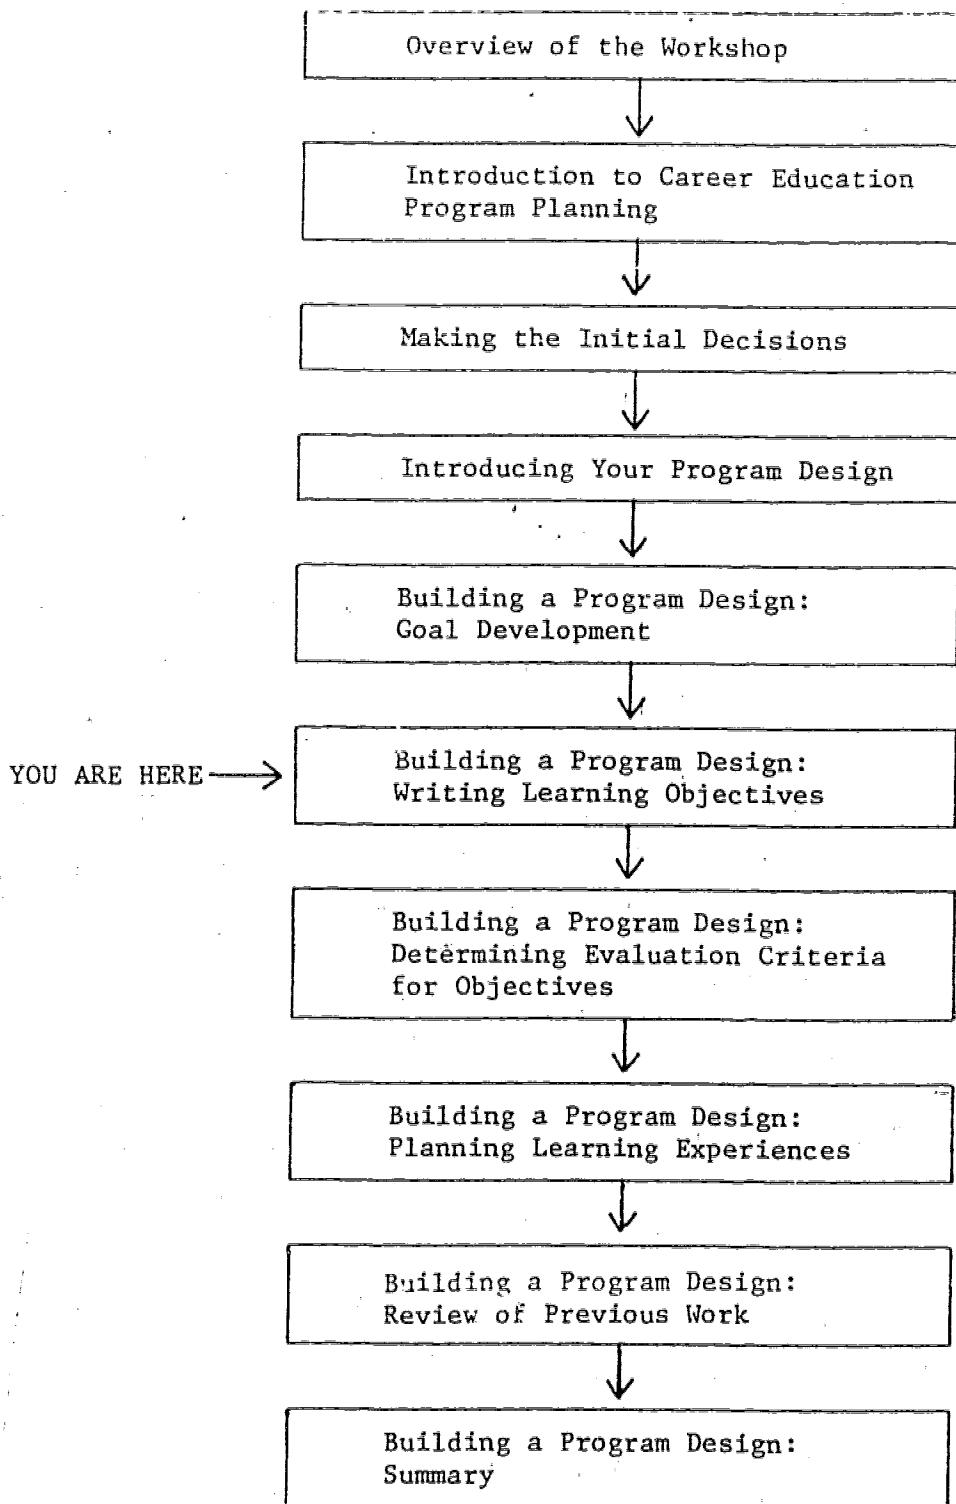 Overview of the Workshop
Introduction to Career Education
Program Planning
Making the Initial Decisions
Introducing Your Program Design
Building a Program Design:
Goal Development
YOU ARE HERE
Building a Program Design:
Writing Learning Objectives
Building a Program Design:
Determining Evaluation Criteria
for Objectives
Building a Program Design:
Planning Learning Experiences
Building a Program Design:
Review of Previous Work
Building a Program Design:
Summary